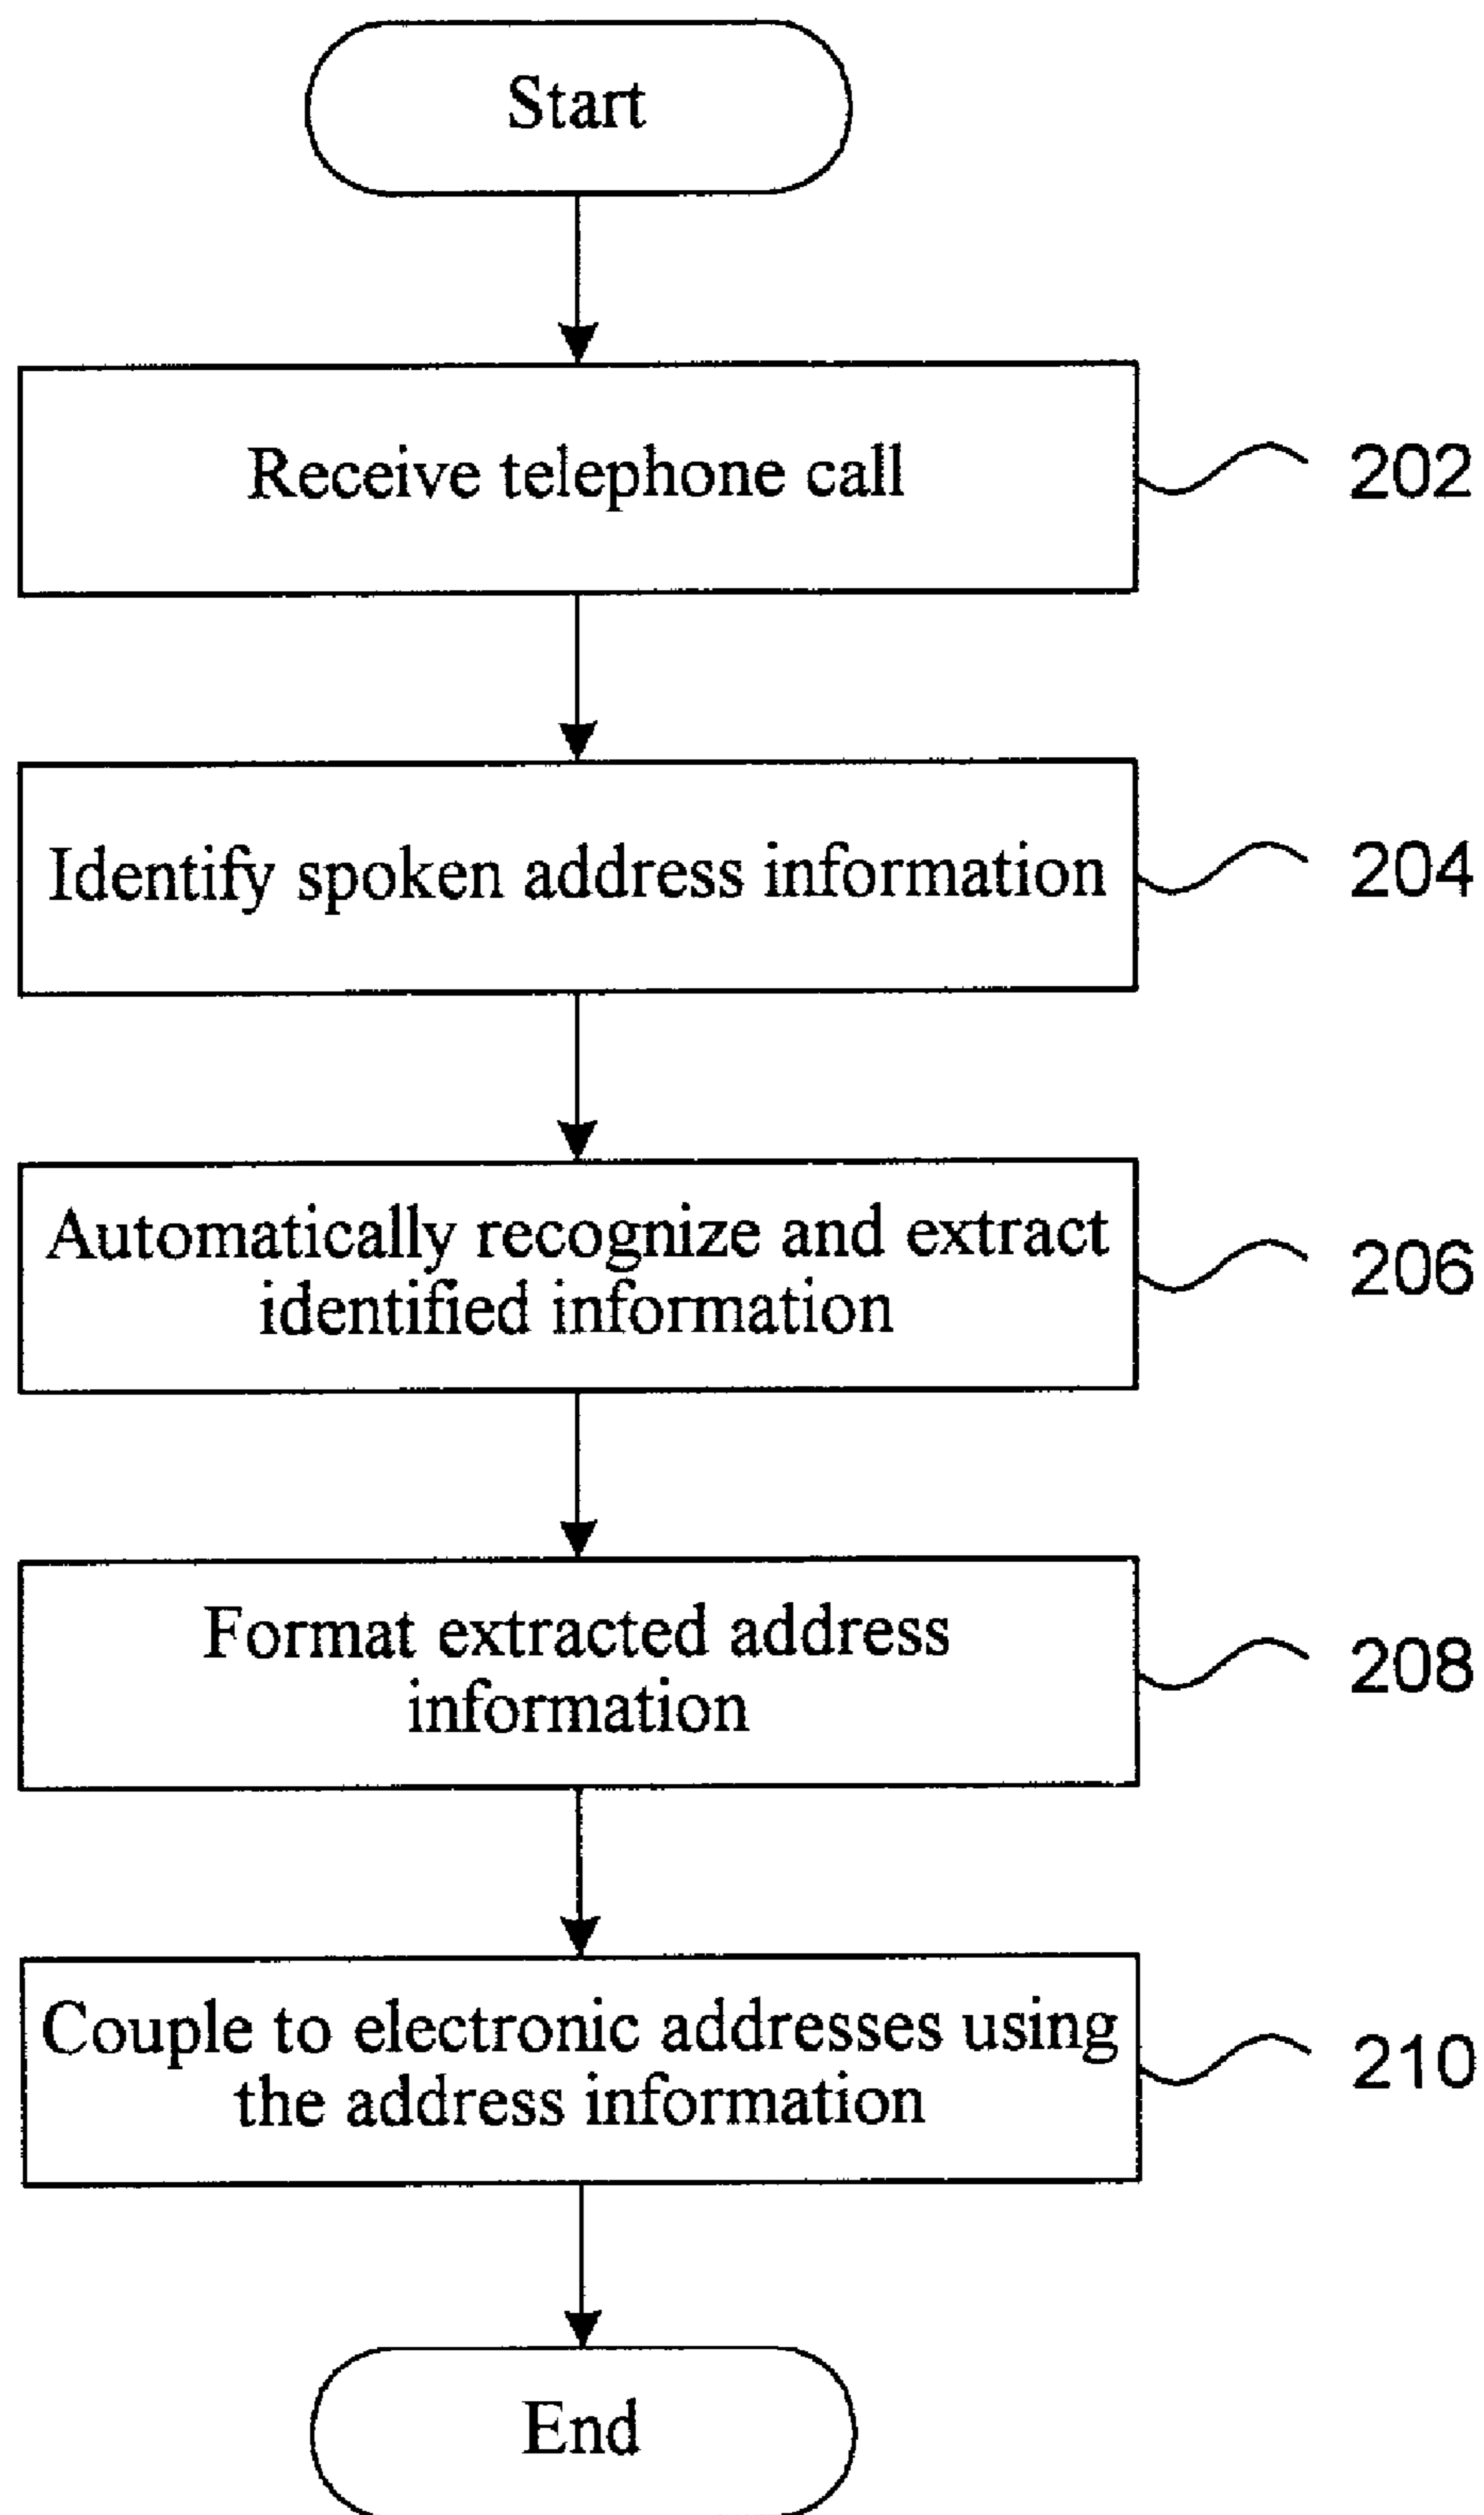 Start
Receive telephone call
202
Identify spoken address information
204
Automatically recognize and extract
identified information
206
Format extracted address
information
208
Couple to electronic addresses using
the address information
210
End